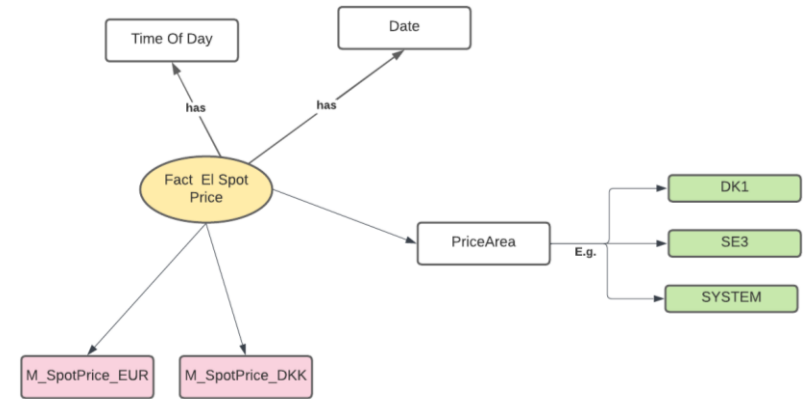 Time Of Day
Date
has
has
Fact El Spot
Price
DK1
PriceArea
E.g.
SE3
SYSTEM
M_SpotPrice_EUR
M_SpotPrice_DKK